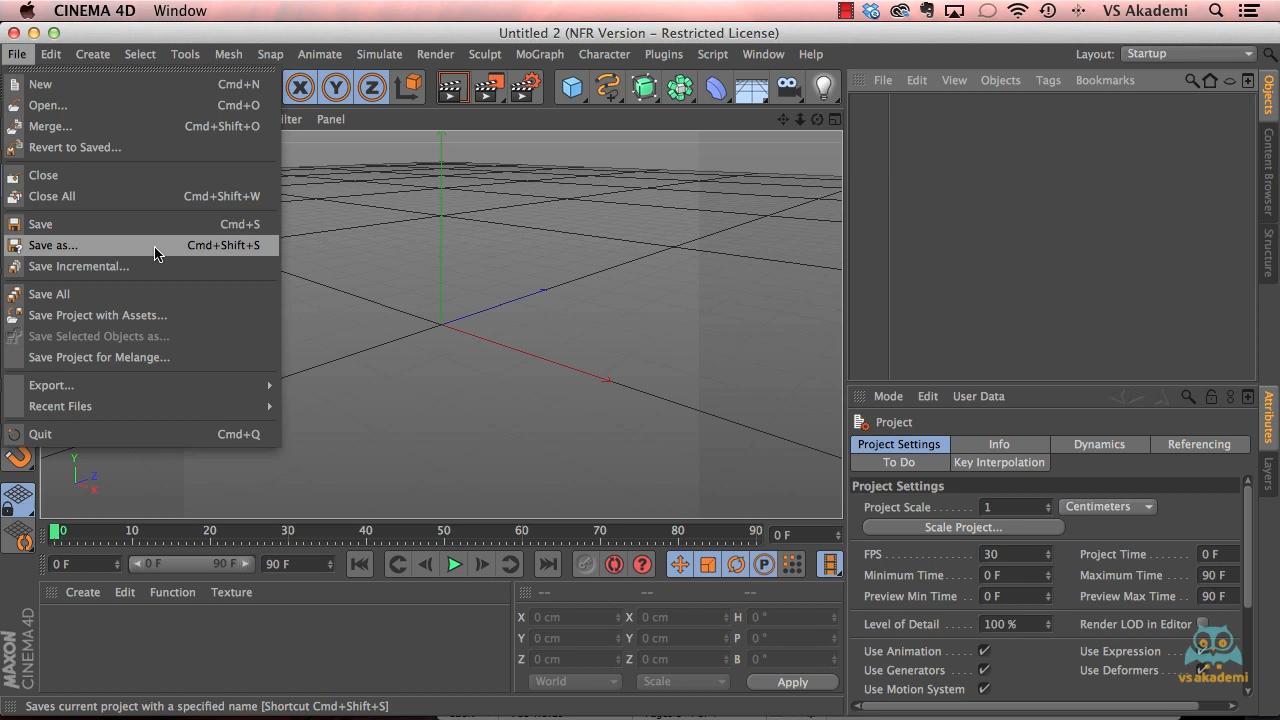 CINEMA 4D Window VS Akademi
Untitled 2 (NFR Version - Restricted License)
File Edit Create Select Tools Mesh Snap Animate Simulate Render Sculpt MoGraph Character Plugins Script Window Help Layout: Startup
New Cmd+N
Open... Cmd+O
Merge... Cmd+Shift+O
Revert to Saved...
Close
Close All Cmd+Shift+W
Save Cmd+S
Save as... Cmd+Shift+S
Save Incremental...
Save All
Save Project with Assets...
Save Selected Objects as...
Save Project for Melange...
Export...
Recent Files
Quit Cmd+Q
X Y Z
ilter Panel
Y
Z
X
File Edit View Objects Tags Bookmarks
Objects
Content Browser
Structure
Attributes
Layers
Mode Edit User Data
Project
Project Settings Info Dynamics Referencing
To Do Key Interpolation
Project Settings
Project Scale 1 Centimeters
Scale Project...
FPS 30 Project Time 0 F
Minimum Time 0 F Maximum Time 90 F
Preview Min Time 0 F Preview Max Time 90 F
Level of Detail 100 % Render LOD in Editor
Use Animation Use Expression
Use Generators Use Deformers
Use Motion System
vsakademi
0 10 20 30 40 50 60 70 80 90 0 F
0 F 0 F 90 F 90 F
P
Create Edit Function Texture
-- -- --
X 0 cm X 0 cm H 0 °
Y 0 cm Y 0 cm P 0 °
Z 0 cm Z 0 cm B 0 °
World Scale Apply
MAXON
CINEMA 4D
Saves current project with a specified name [Shortcut Cmd+Shift+S]